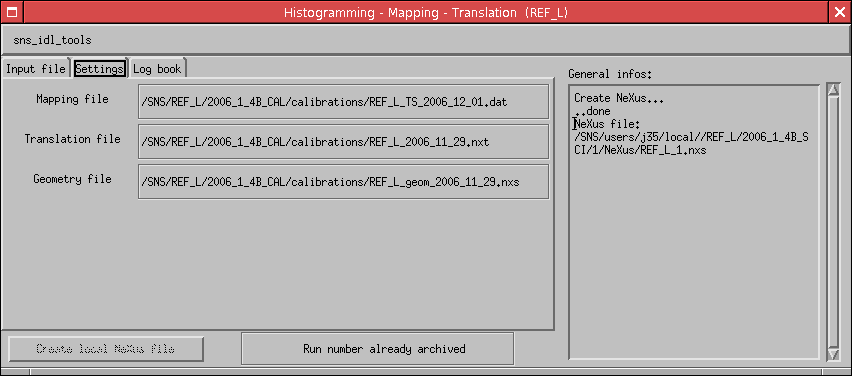 Histogramming - Mapping - Translation (REF_L)
sns_idl_tools
Input file
Settings
Log book
Mapping file
/SNS/REF_L/2006_1_4B_CAL/calibrations/REF_L_TS_2006_12_01.dat
Translation file
/SNS/REF_L/2006_1_4B_CAL/calibrations/REF_L_2006_11_29.nxt
Geometry file
/SNS/REF_L/2006_1_4B_CAL/calibrations/REF_L_geom_2006_11_29.nxs
Create local NeXus file
Run number already archived
General infos:
Create NeXus...
..done
NeXus file:
/SNS/users/j35/local//REF_L/2006_1_4B_S
CI/1/NeXus/REF_L_1.nxs